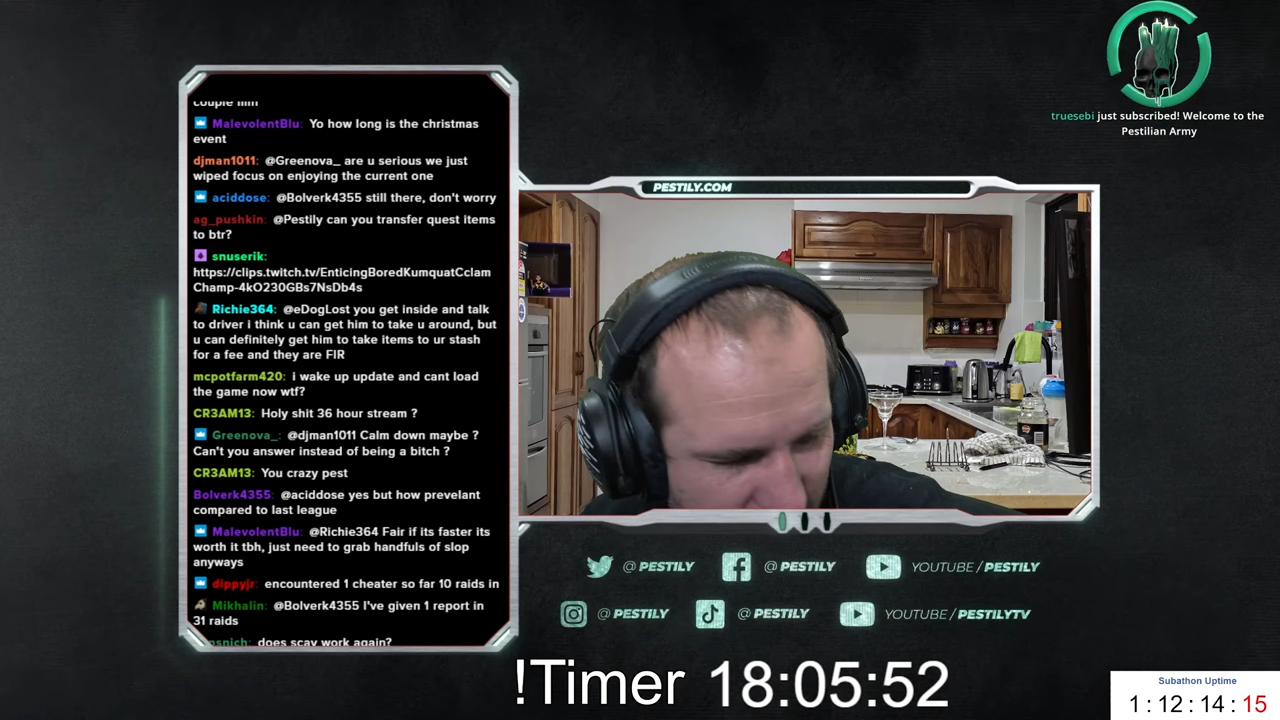 couple him
MalevolentBlu: Yo how long is the christmas
event
djman1011: @Greenova_ are u serious we just
wiped focus on enjoying the current one
aciddose: @Bolverk4355 still there, don't worry
ag_pushkin: @Pestily can you transfer quest items
to btr?
snuserik:
https://clips.twitch.tv/EnticingBoredKumquatCclam
Champ-4kO230GBs7NsDb4s
Richie364: @eDogLost you get inside and talk
to driver i think u can get him to take u around, but
u can definitely get him to take items to ur stash
for a fee and they are FIR
mcpotfarm420: i wake up update and cant load
the game now wtf?
CR3AM13: Holy shit 36 hour stream ?
Greenova_: @djman1011 Calm down maybe ?
Can't you answer instead of being a bitch ?
CR3AM13: You crazy pest
Bolverk4355: @aciddose yes but how prevelant
compared to last league
MalevolentBlu: @Richie364 Fair if its faster its
worth it tbh, just need to grab handfuls of slop
anyways
dippyjr: encountered 1 cheater so far 10 raids in
Mikhalin: @Bolverk4355 I've given 1 report in
31 raids
psnich: does scav work again?
truesebi just subscribed! Welcome to the
Pestilian Army
PESTILY.COM
@PESTILY
@PESTILY
YOUTUBE/PESTILY
@PESTILY
@PESTILY
YOUTUBE/PESTILYTV
!Timer 18:05:52
Subathon Uptime
1:12:14:15